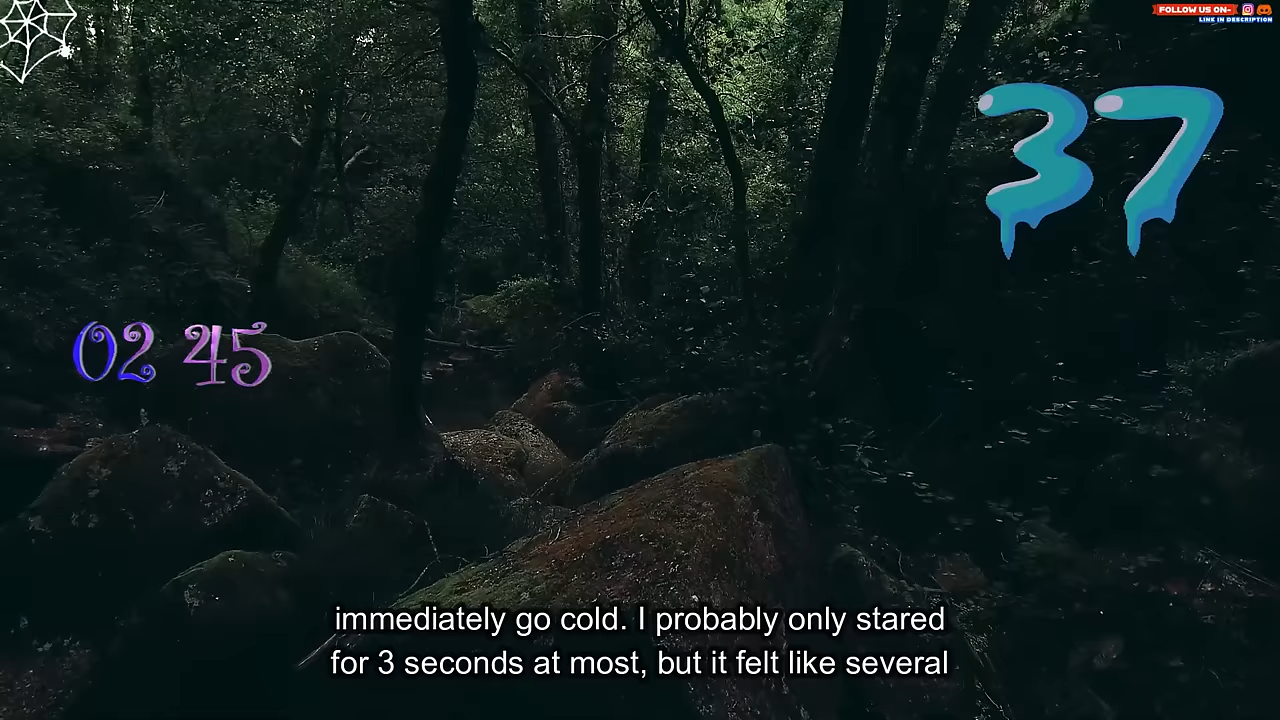 FOLLOW US ON-
LINK IN DESCRIPTION
37
02 45
immediately go cold. I probably only stared
for 3 seconds at most, but it felt like several